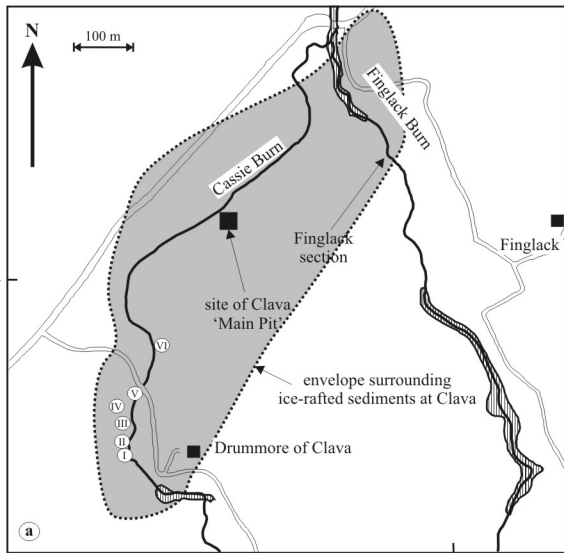 100 m
N
Finglack Burn
Cassie Burn
Finglack
section
Finglack
site of Clava
'Main Pit'
VI
envelope surrounding
ice-rafted sediments at Clava
V
IV
III
II
I
Drummore of Clava
a